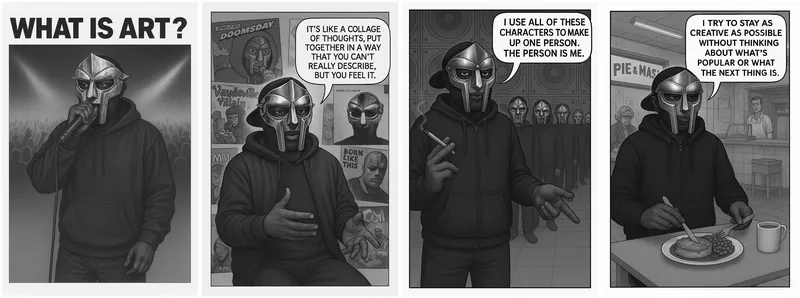 WHAT IS ART?
DOOMSDAY
IT'S LIKE A COLLAGE
OF THOUGHTS, PUT
TOGETHER IN A WAY
THAT YOU CAN'T
REALLY DESCRIBE,
BUT YOU FEEL IT.
Vaudeville
Villain
BORN
LIKE
THIS
I USE ALL OF THESE
CHARACTERS TO MAKE
UP ONE PERSON.
THE PERSON IS ME.
I TRY TO STAY AS
CREATIVE AS POSSIBLE
WITHOUT THINKING
ABOUT WHAT'S
POPULAR OR WHAT
THE NEXT THING IS.
PIE & MAS